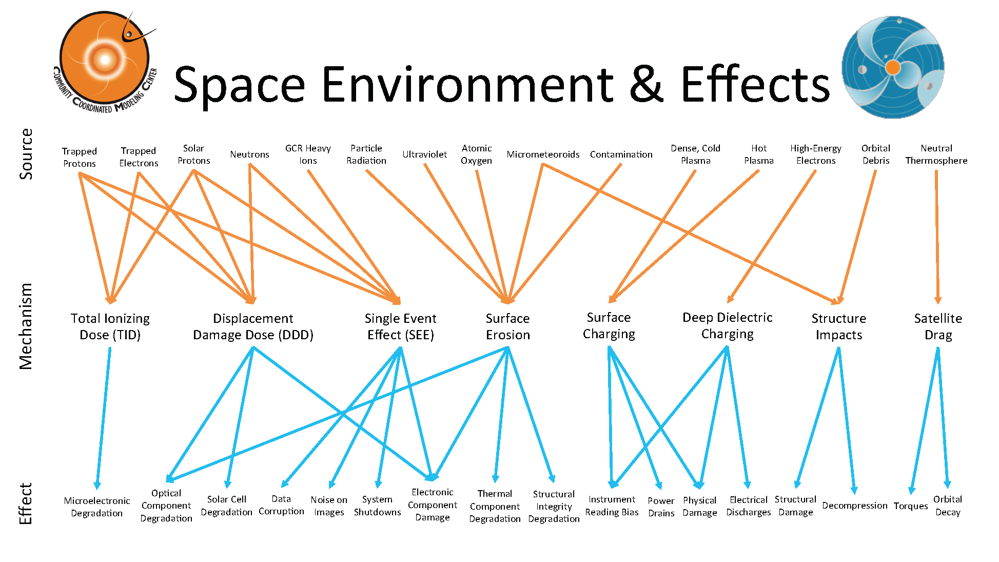 COMMUNITY COORDINATED MODELING CENTER
Space Environment & Effects
Source
Trapped
Protons
Trapped
Electrons
Solar
Protons
Neutrons
GCR Heavy
Ions
Particle
Radiation
Ultraviolet
Atomic
Oxygen
Micrometeoroids
Contamination
Dense, Cold
Plasma
Hot
Plasma
High-Energy
Electrons
Orbital
Debris
Neutral
Thermosphere
Mechanism
Total Ionizing
Dose (TID)
Displacement
Damage Dose (DDD)
Single Event
Effect (SEE)
Surface
Erosion
Surface
Charging
Deep Dielectric
Charging
Structure
Impacts
Satellite
Drag
Effect
Microelectronic
Degradation
Optical
Component
Degradation
Solar Cell
Degradation
Data
Corruption
Noise on
Images
System
Shutdowns
Electronic
Component
Damage
Thermal
Component
Degradation
Structural
Integrity
Degradation
Instrument
Reading Bias
Power
Drains
Physical
Damage
Electrical
Discharges
Structural
Damage
Decompression
Torques
Orbital
Decay